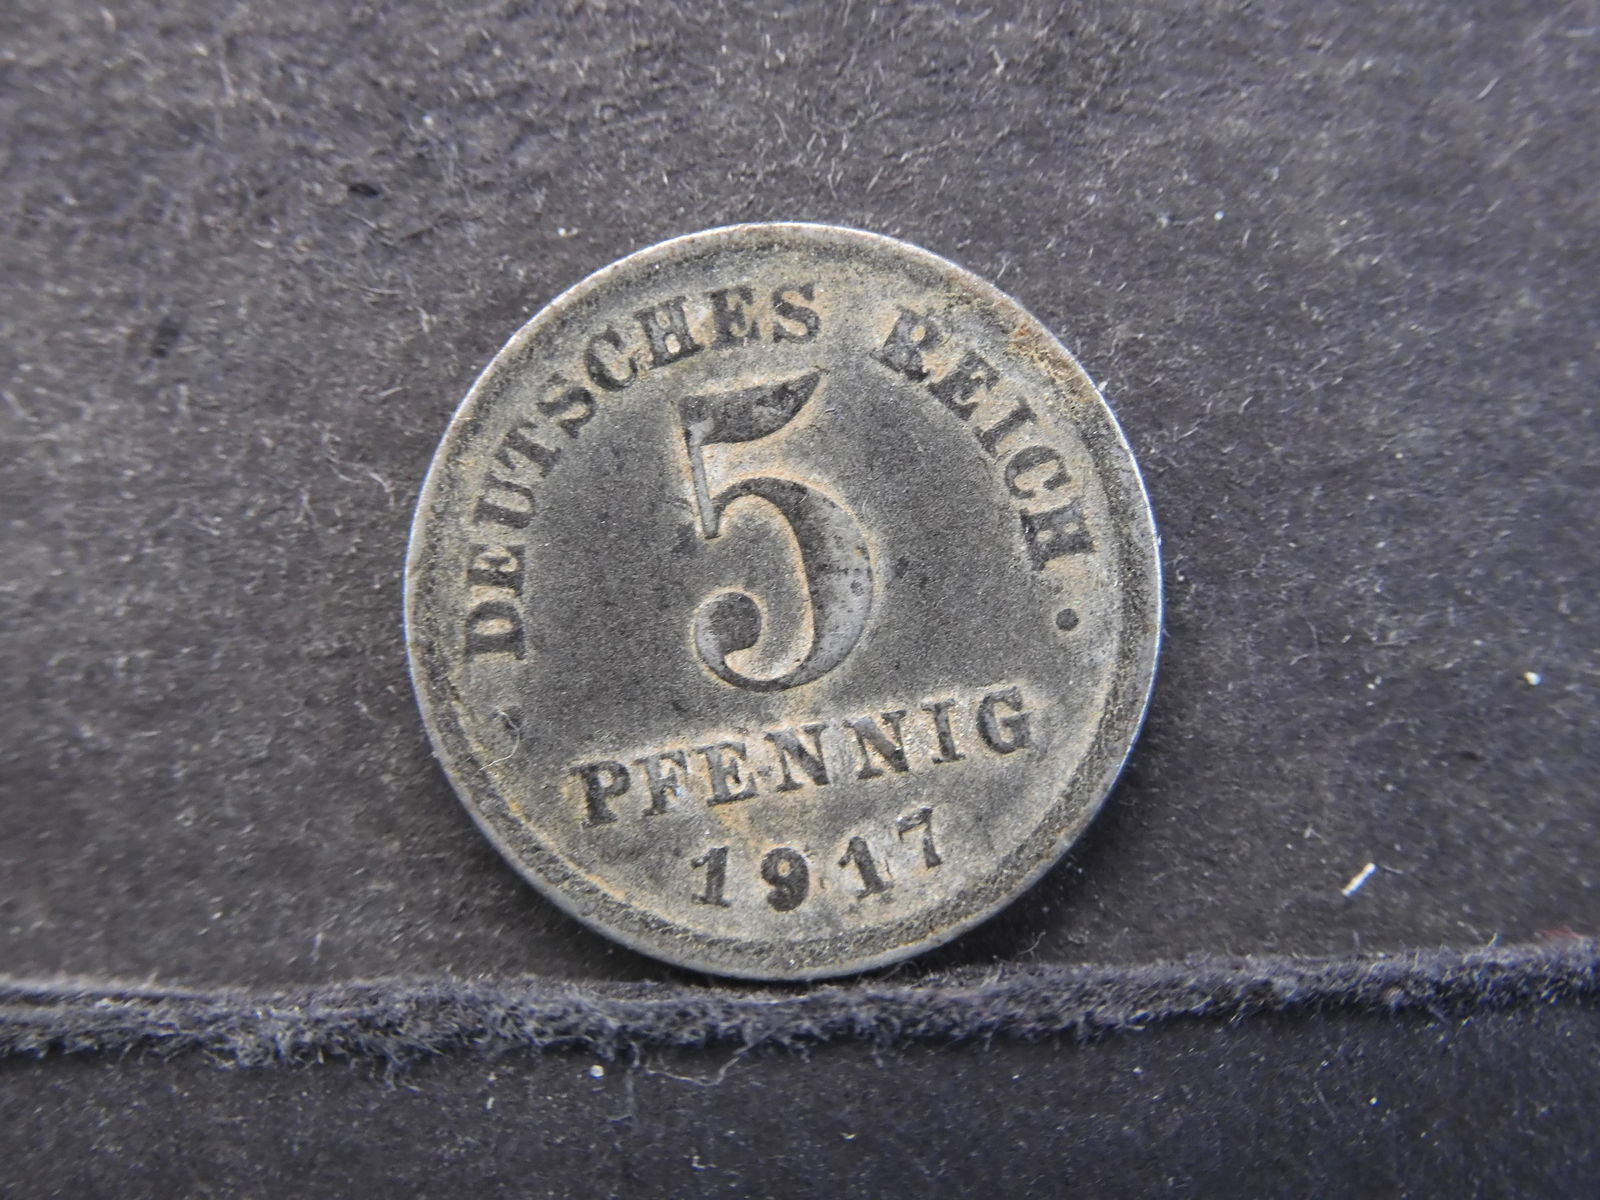 DEUTSCHES REICH
5
PFENNIG
1917